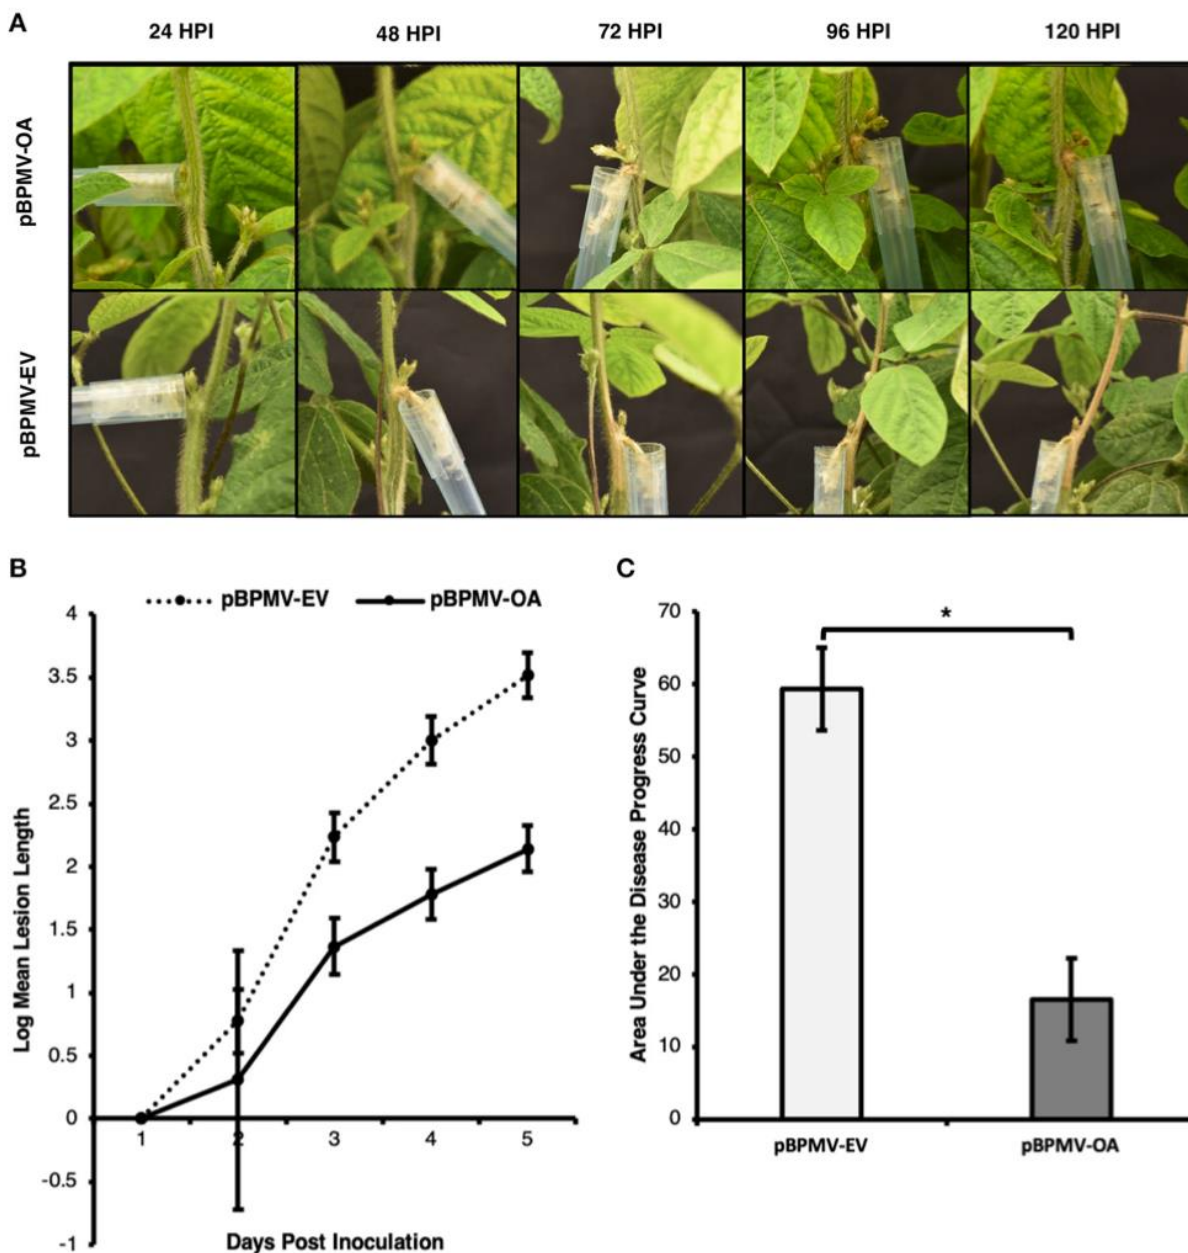 A
24 HPI 48 HPI 72 HPI 96 HPI 120 HPI
pBPMV-OA
pBPMV-EV
B
pBPMV-EV pBPMV-OA
Log Mean Lesion Length
4
3.5
3
2.5
2
1.5
1
0.5
0
-0.5
-1
1 2 3 4 5
Days Post Inoculation
C
Area Under the Disease Progress Curve
70
60
50
40
30
20
10
0
*
pBPMV-EV pBPMV-OA